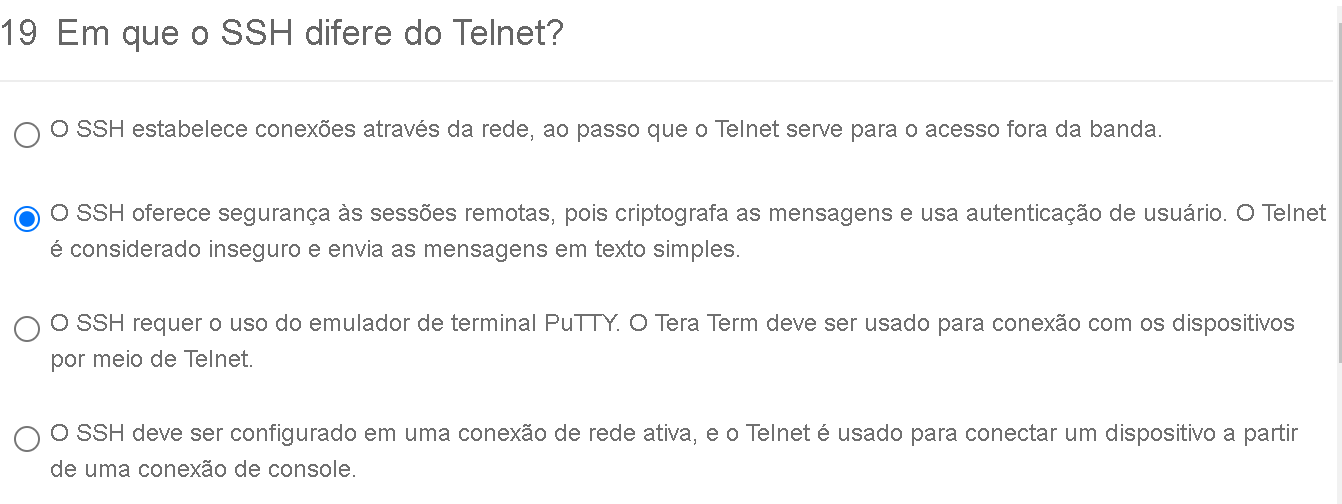 19 Em que o SSH difere do Telnet?
O SSH estabelece conexões através da rede, ao passo que o Telnet serve para o acesso fora da banda.
O SSH oferece segurança às sessões remotas, pois criptografa as mensagens e usa autenticação de usuário. O Telnet
é considerado inseguro e envia as mensagens em texto simples.
O SSH requer o uso do emulador de terminal PuTTY. O Tera Term deve ser usado para conexão com os dispositivos
por meio de Telnet.
O SSH deve ser configurado em uma conexão de rede ativa, e o Telnet é usado para conectar um dispositivo a partir
de uma conexão de console.